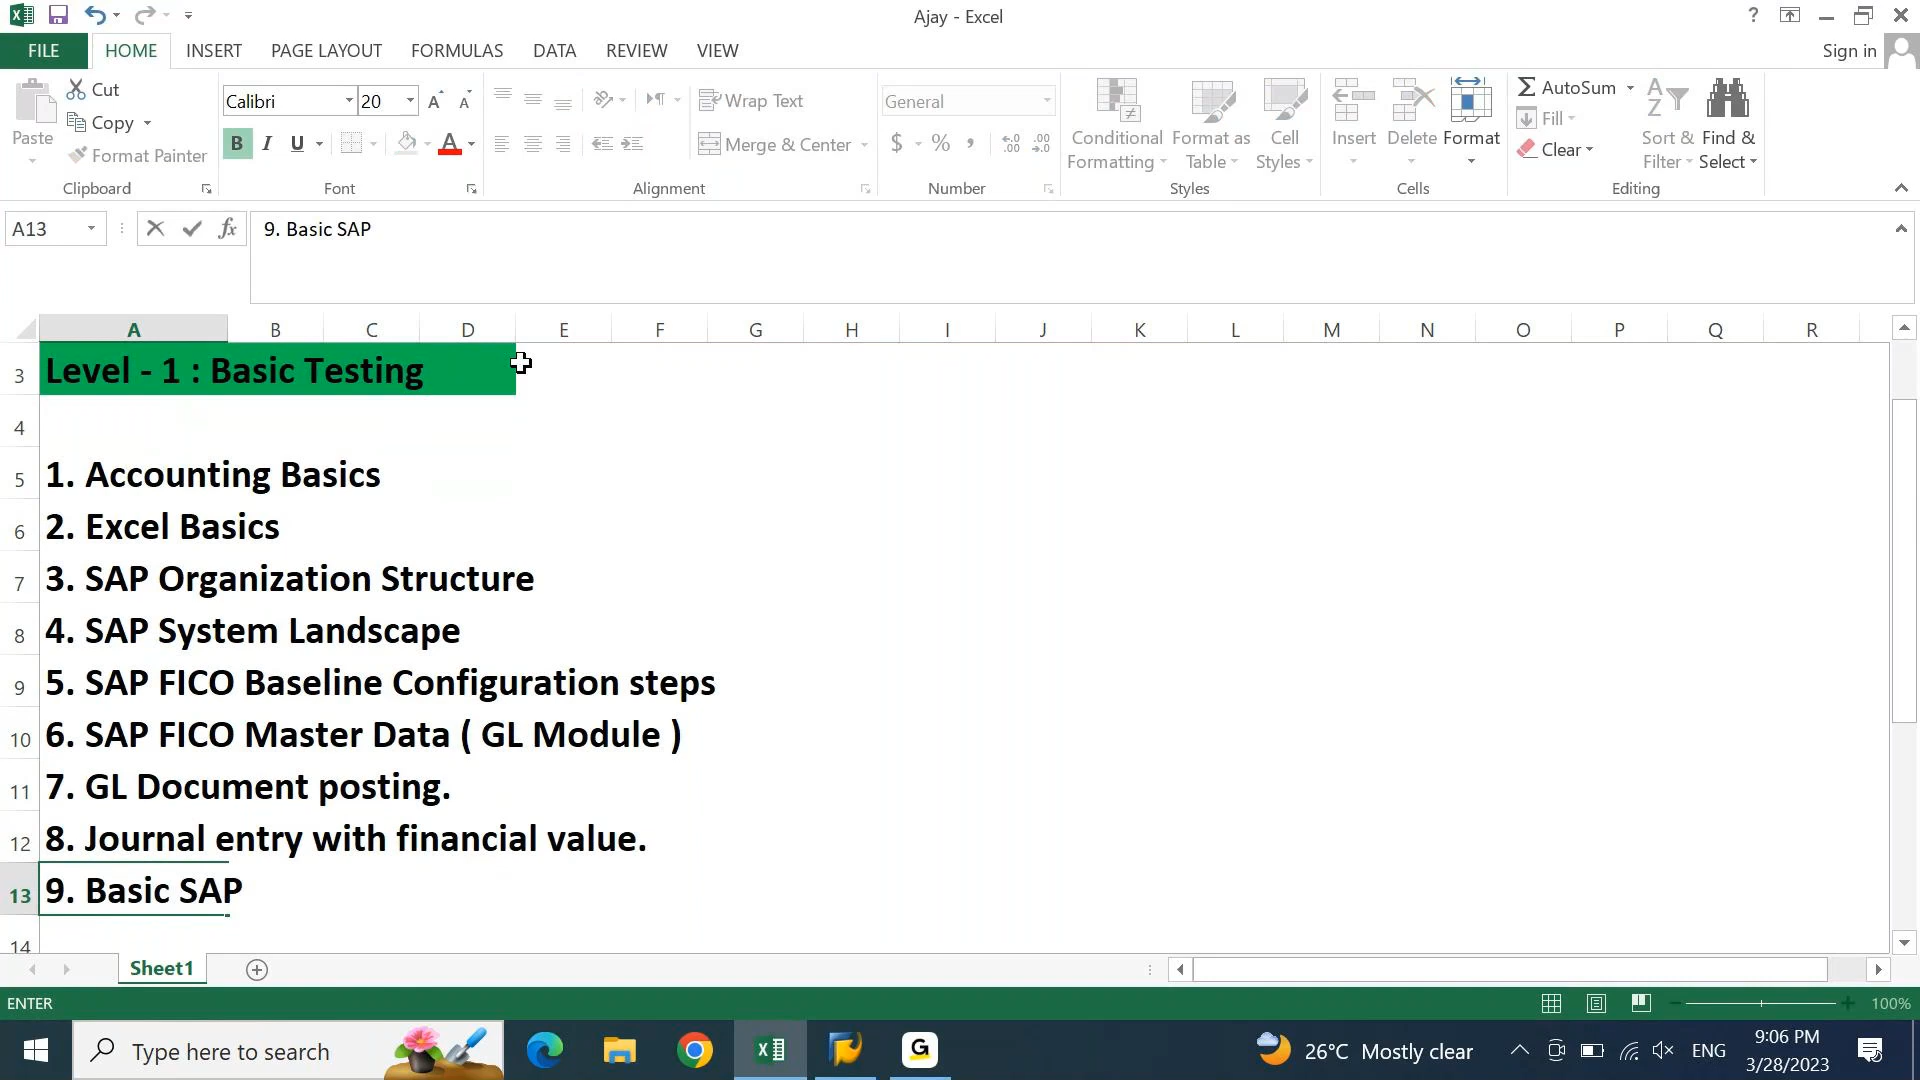 Ajay - Excel
?
FILE HOME INSERT PAGE LAYOUT FORMULAS DATA REVIEW VIEW Sign in
Paste
Cut
Copy
Format Painter
Clipboard
Calibri 20 A A
B I U A
Font
Wrap Text
Merge & Center
Alignment
General
$ % ,
Number
Conditional Formatting
Format as Table
Cell Styles
Styles
Insert Delete Format
Cells
AutoSum
Fill
Clear
Sort & Filter
Find & Select
Editing
A13 fx 9. Basic SAP
A B C D E F G H I J K L M N O P Q R
3 Level - 1 : Basic Testing
4
5 1. Accounting Basics
6 2. Excel Basics
7 3. SAP Organization Structure
8 4. SAP System Landscape
9 5. SAP FICO Baseline Configuration steps
10 6. SAP FICO Master Data ( GL Module )
11 7. GL Document posting.
12 8. Journal entry with financial value.
13 9. Basic SAP
14
Sheet1
ENTER 100%
Type here to search
26°C Mostly clear
ENG
9:06 PM
3/28/2023